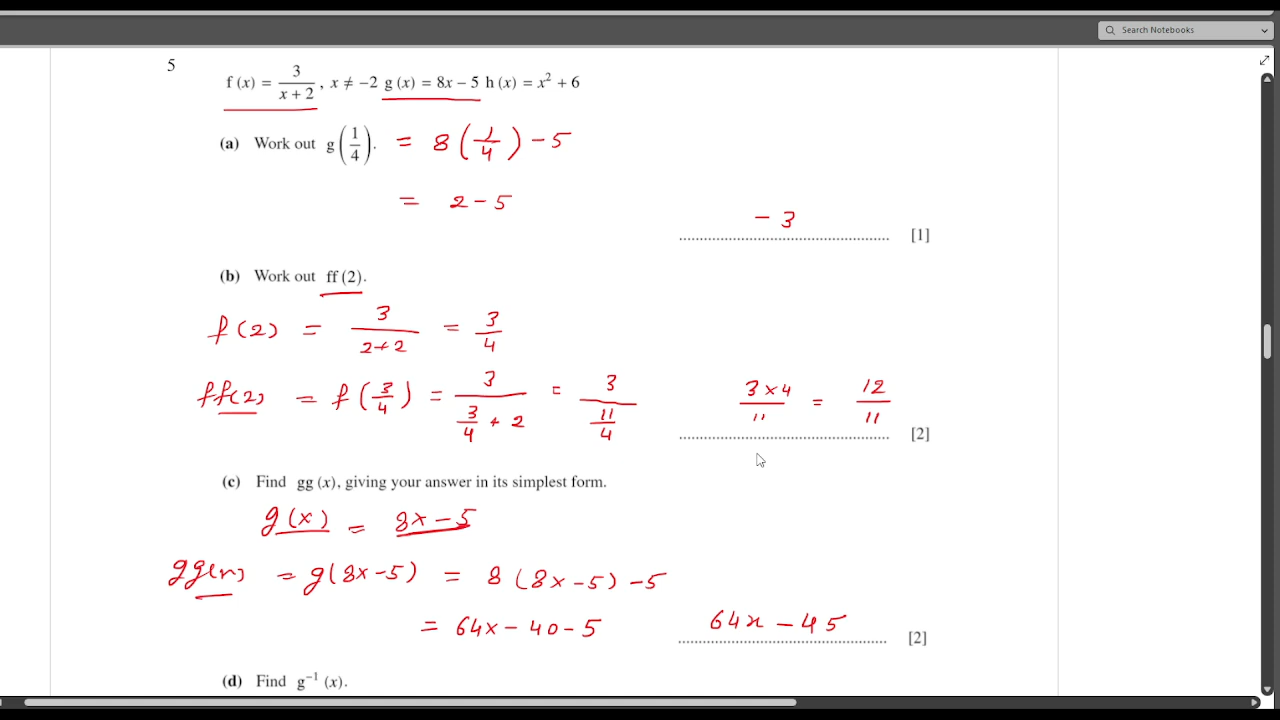 Search Notebooks
5
f (x) = 3/(x + 2), x ≠ −2 g (x) = 8x − 5 h (x) = x² + 6
(a) Work out g(1/4). = 8(1/4) − 5
= 2 − 5
− 3
[1]
(b) Work out ff (2).
f(2) = 3/(2+2) = 3/4
ff(2) = f(3/4) = 3/(3/4 + 2) = 3/(11/4) (3×4)/11 = 12/11
[2]
(c) Find gg (x), giving your answer in its simplest form.
g(x) = 8x − 5
gg(x) = g(8x−5) = 8(8x−5) −5
= 64x − 40 − 5 64x − 45
[2]
(d) Find g⁻¹ (x).